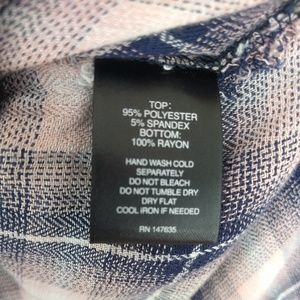 TOP:
95% POLYESTER
5% SPANDEX
BOTTOM:
100% RAYON
HAND WASH COLD
SEPARATELY
DO NOT BLEACH
DO NOT TUMBLE DRY
DRY FLAT
COOL IRON IF NEEDED
RN 147635